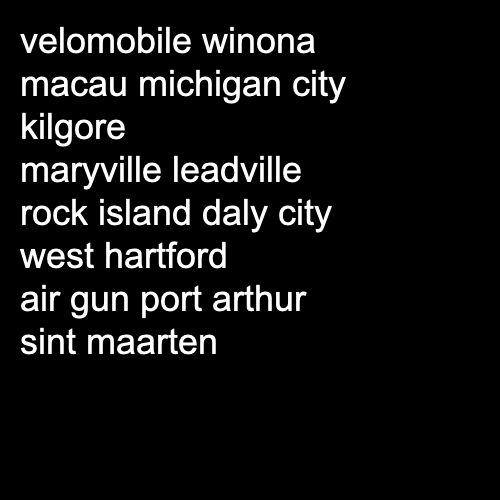 velomobile winona
macau michigan city
kilgore
maryville leadville
rock island daly city
west hartford
air gun port arthur
sint maarten